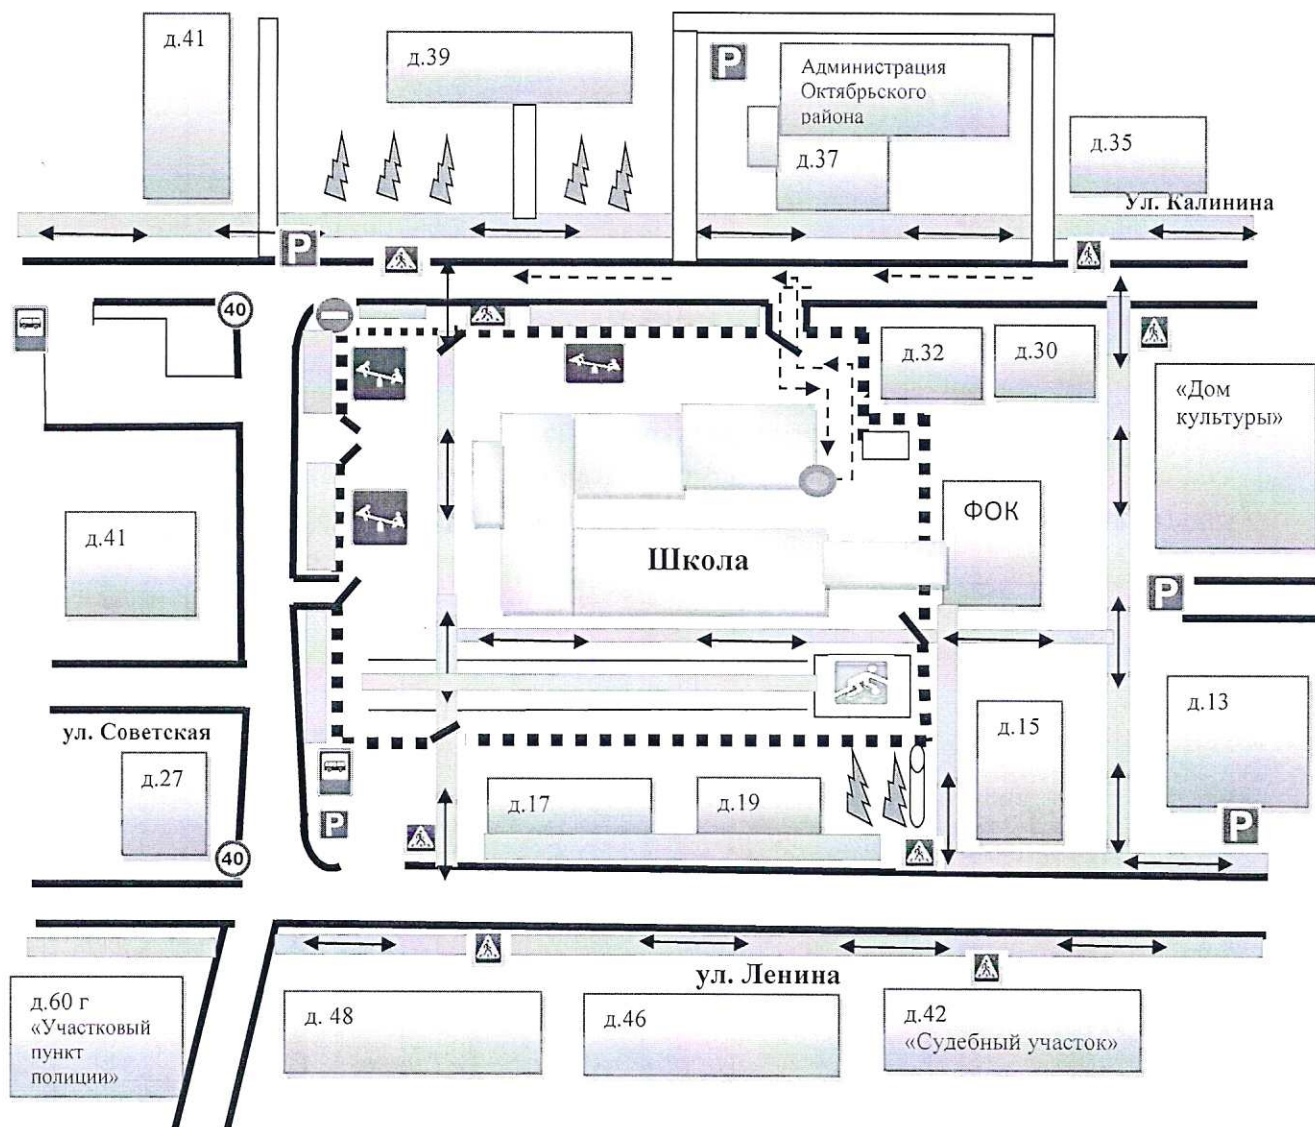 д.41
д.39
P
Администрация
Октябрьского
района
д.37
д.35
Ул. Калинина
P
40
д.32
д.30
«Дом
культуры»
ФОК
д.41
Школа
P
ул. Советская
д.27
д.15
д.13
д.17
д.19
P
P
40
ул. Ленина
д.60 г
«Участковый
пункт
полиции»
д. 48
д.46
д.42
«Судебный участок»